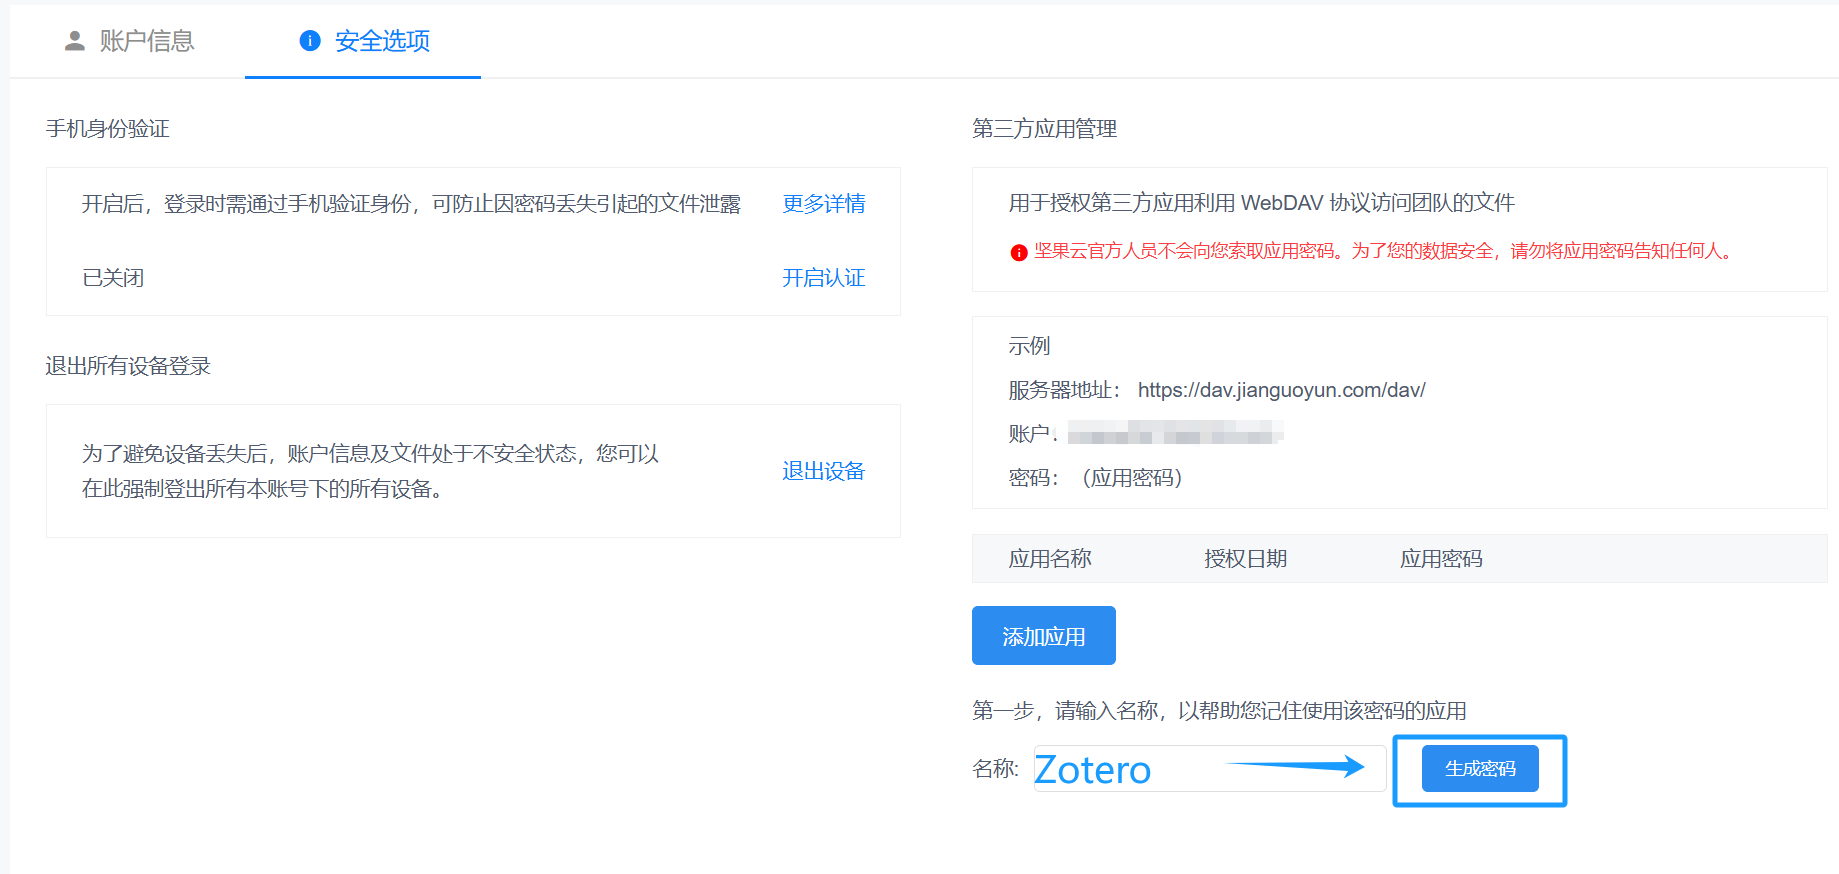 账户信息
安全选项
手机身份验证
开启后，登录时需通过手机验证身份，可防止因密码丢失引起的文件泄露
更多详情
已关闭
开启认证
退出所有设备登录
为了避免设备丢失后，账户信息及文件处于不安全状态，您可以
在此强制登出所有本账号下的所有设备。
退出设备
第三方应用管理
用于授权第三方应用利用 WebDAV 协议访问团队的文件
坚果云官方人员不会向您索取应用密码。为了您的数据安全，请勿将应用密码告知任何人。
示例
服务器地址： https://dav.jianguoyun.com/dav/
账户：
密码：（应用密码）
应用名称 授权日期 应用密码
添加应用
第一步，请输入名称，以帮助您记住使用该密码的应用
名称: Zotero 生成密码